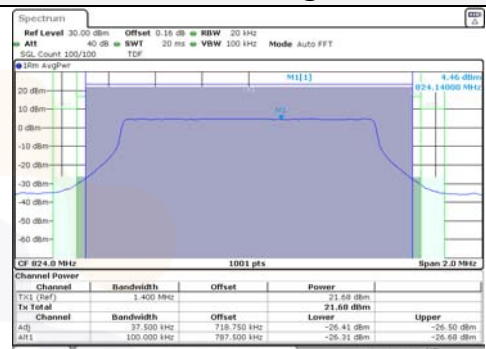 Spectrum
Ref Level 30.00 dBm Offset 0.16 dB RBW 20 kHz
Att 40 dB SWT 20 ms VBW 100 kHz Mode Auto FFT
SGL Count 100/100 TDF
1Rm AvgPwr
M1[1] 4.46 dBm
824.14000 MHz
20 dBm
10 dBm
M1
0 dBm
-10 dBm
-20 dBm
-30 dBm
-40 dBm
-50 dBm
-60 dBm
CF 824.0 MHz 1001 pts Span 2.0 MHz
Channel Power
Channel Bandwidth Offset Power
TX1 (Ref) 1.400 MHz 21.68 dBm
Tx Total 21.68 dBm
Channel Bandwidth Offset Lower Upper
Adj 37.500 kHz 718.750 kHz -26.41 dBm -26.50 dBm
Alt1 100.000 kHz 787.500 kHz -26.31 dBm -26.68 dBm